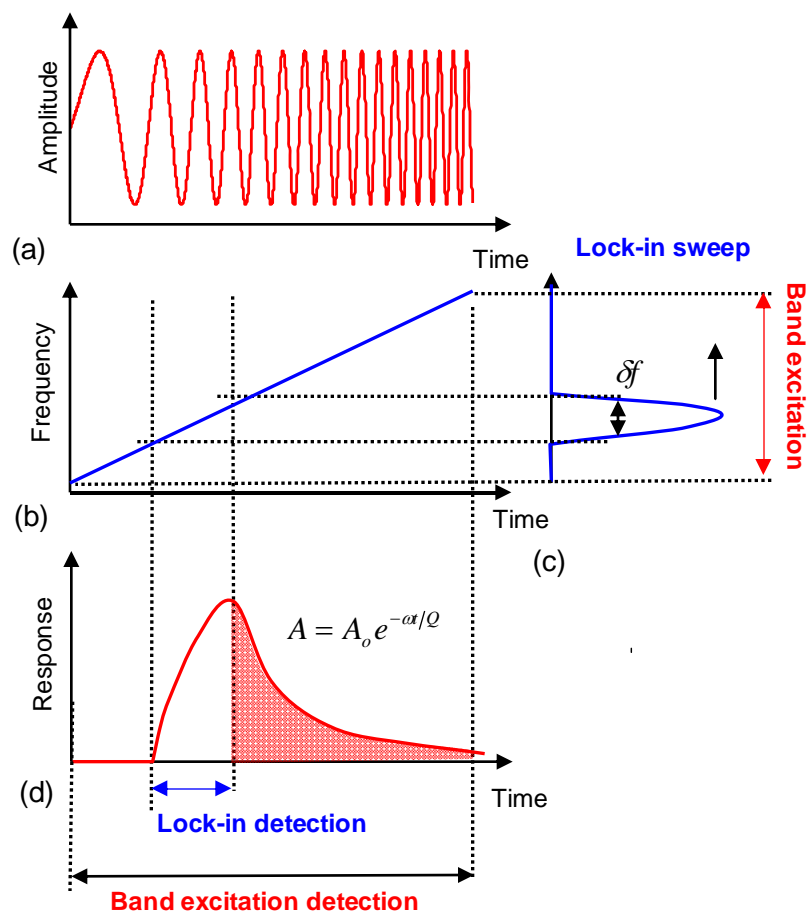 Amplitude
Time
(a)
Lock-in sweep
Frequency
δf
Band excitation
Time
(b)
(c)
Response
A = A₀ e^{-ωt/Q}
Time
(d)
Lock-in detection
Band excitation detection